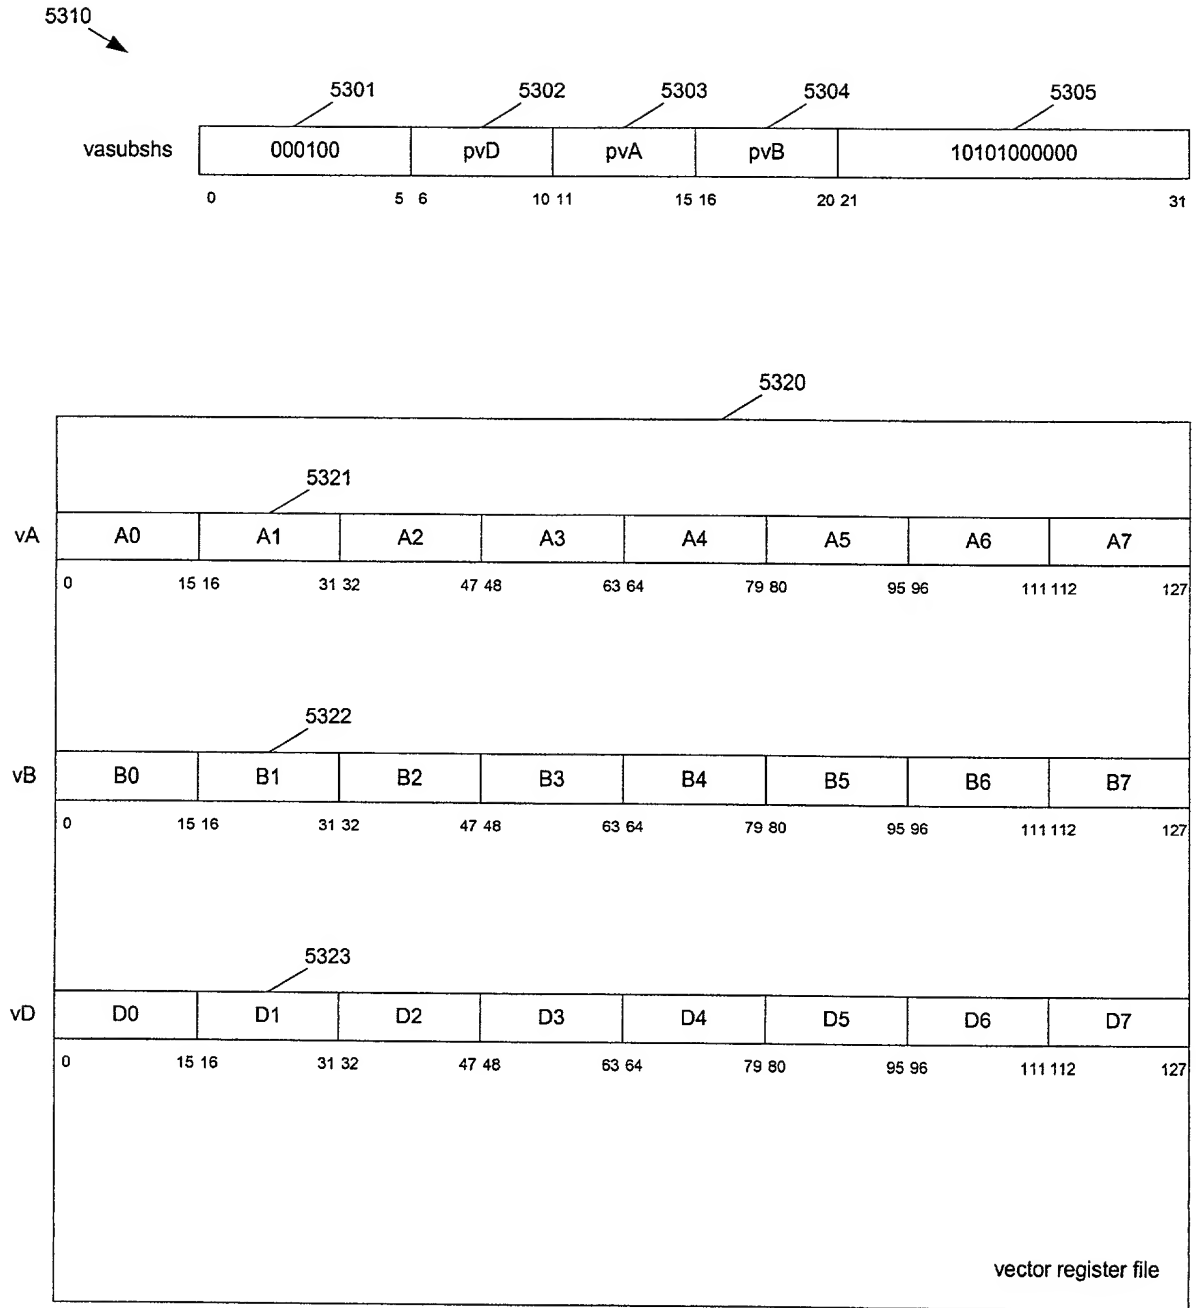 5310
5301 5302 5303 5304 5305
vasubshs 000100 pvD pvA pvB 10101000000
0 5 6 10 11 15 16 20 21 31
5320
5321
vA A0 A1 A2 A3 A4 A5 A6 A7
0 15 16 31 32 47 48 63 64 79 80 95 96 111 112 127
5322
vB B0 B1 B2 B3 B4 B5 B6 B7
0 15 16 31 32 47 48 63 64 79 80 95 96 111 112 127
5323
vD D0 D1 D2 D3 D4 D5 D6 D7
0 15 16 31 32 47 48 63 64 79 80 95 96 111 112 127
vector register file